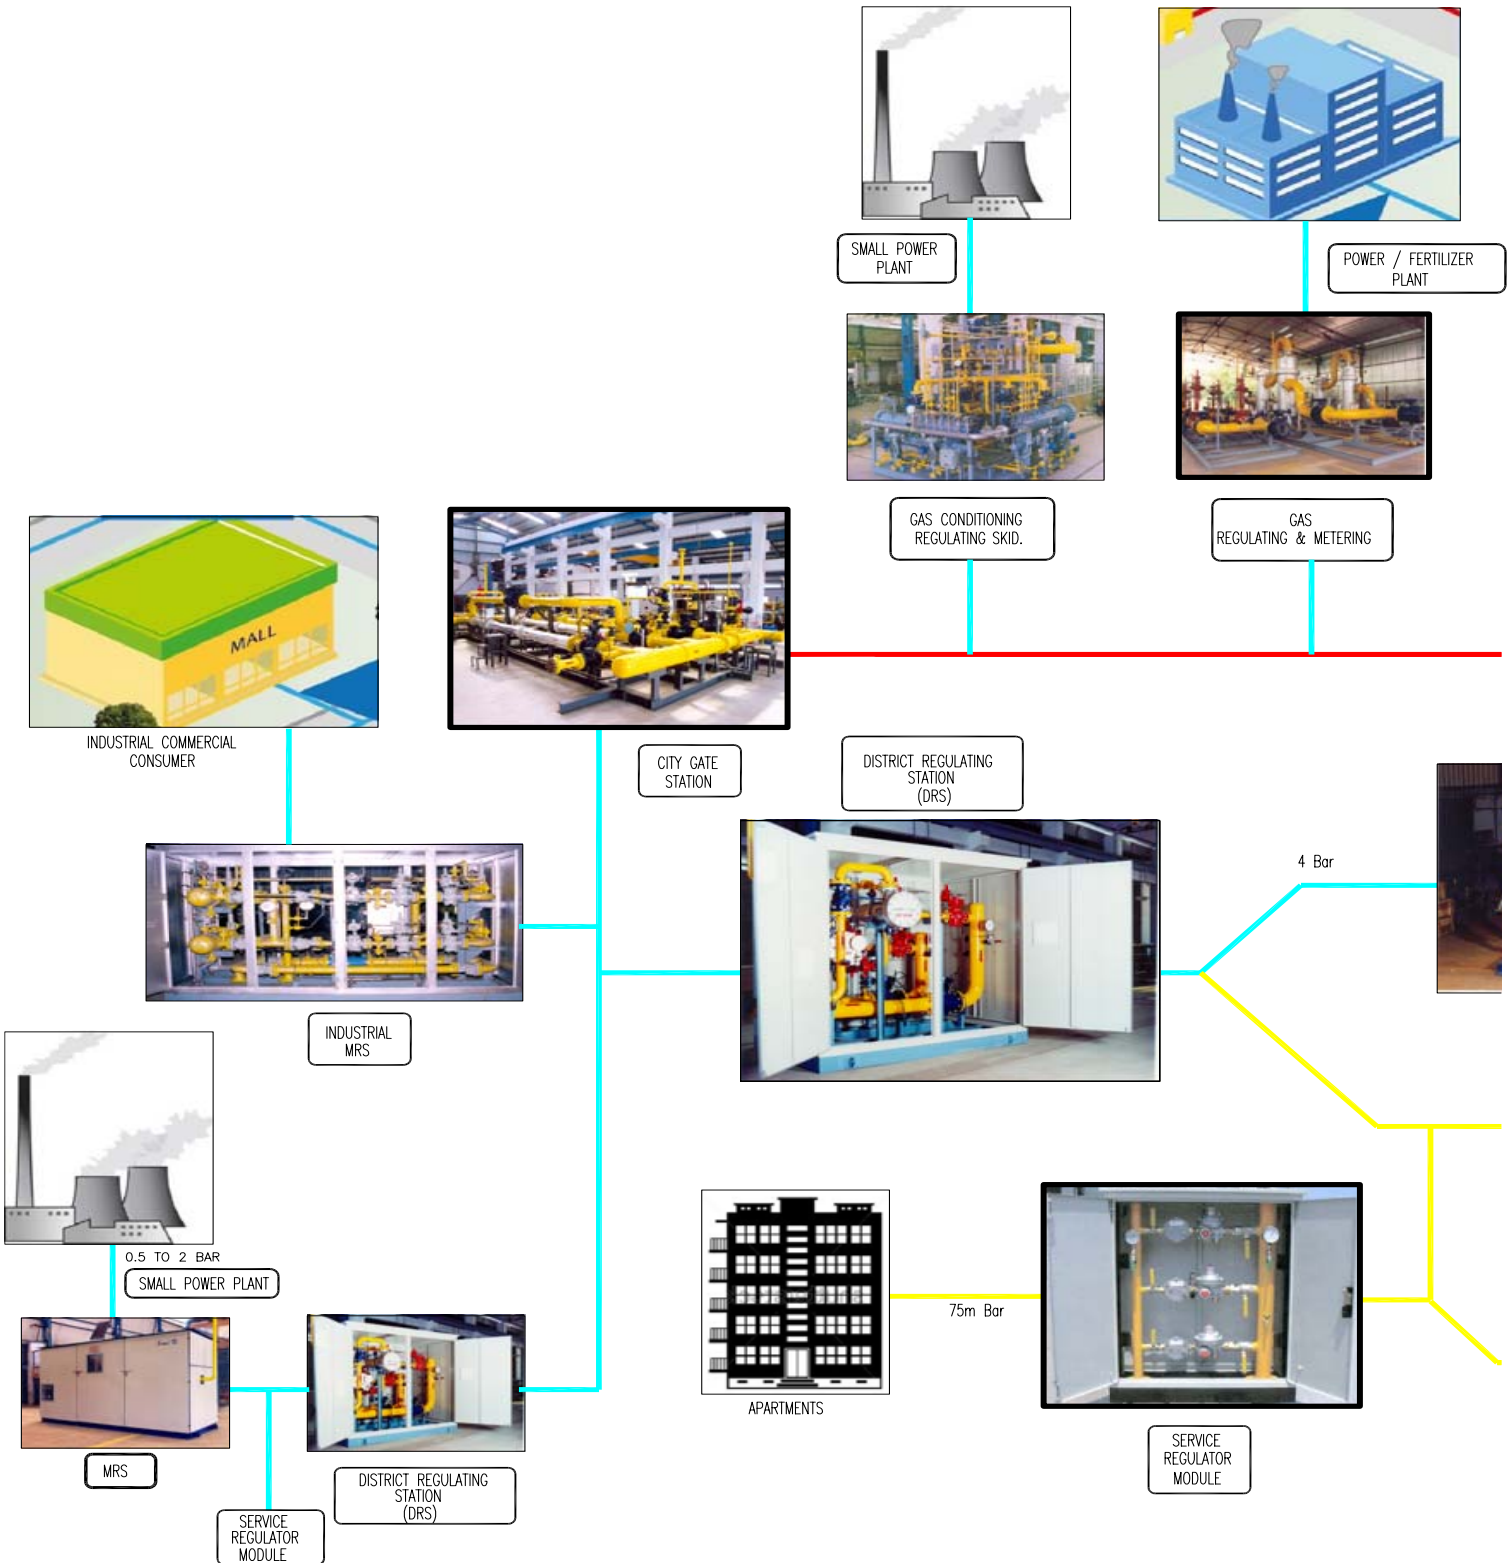 SMALL POWER
PLANT
POWER / FERTILIZER
PLANT
GAS CONDITIONING
REGULATING SKID.
GAS
REGULATING & METERING
MALL
INDUSTRIAL COMMERCIAL
CONSUMER
CITY GATE
STATION
DISTRICT REGULATING
STATION
(DRS)
4 Bar
INDUSTRIAL
MRS
0.5 TO 2 BAR
SMALL POWER PLANT
75m Bar
APARTMENTS
MRS
DISTRICT REGULATING
STATION
(DRS)
SERVICE
REGULATOR
MODULE
SERVICE
REGULATOR
MODULE